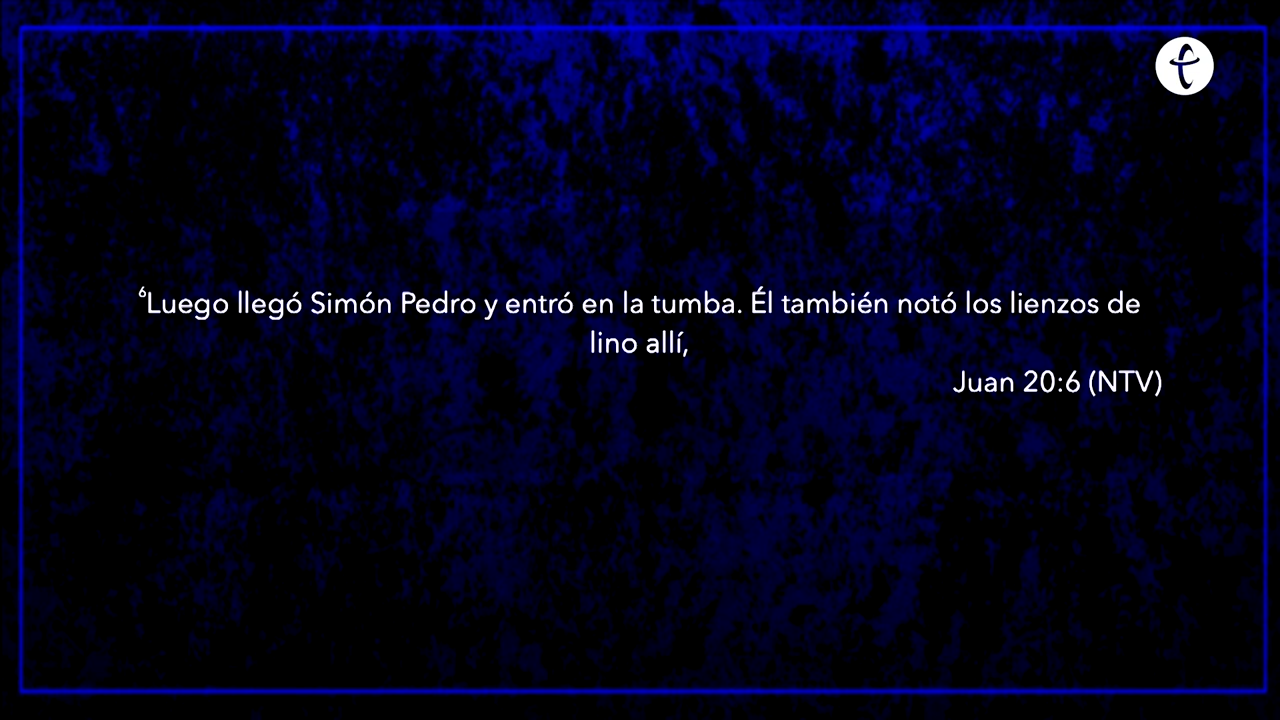 ⁶Luego llegó Simón Pedro y entró en la tumba. Él también notó los lienzos de
lino allí,
Juan 20:6 (NTV)